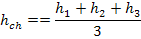 h_ch == (h_1 + h_2 + h_3) / 3